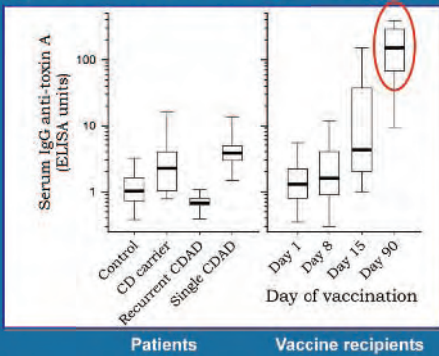 Serum IgG anti-toxin A
(ELISA units)
100
10
1
Control
CD carrier
Recurrent CDAD
Single CDAD
Day 1
Day 8
Day 15
Day 90
Day of vaccination
Patients
Vaccine recipients